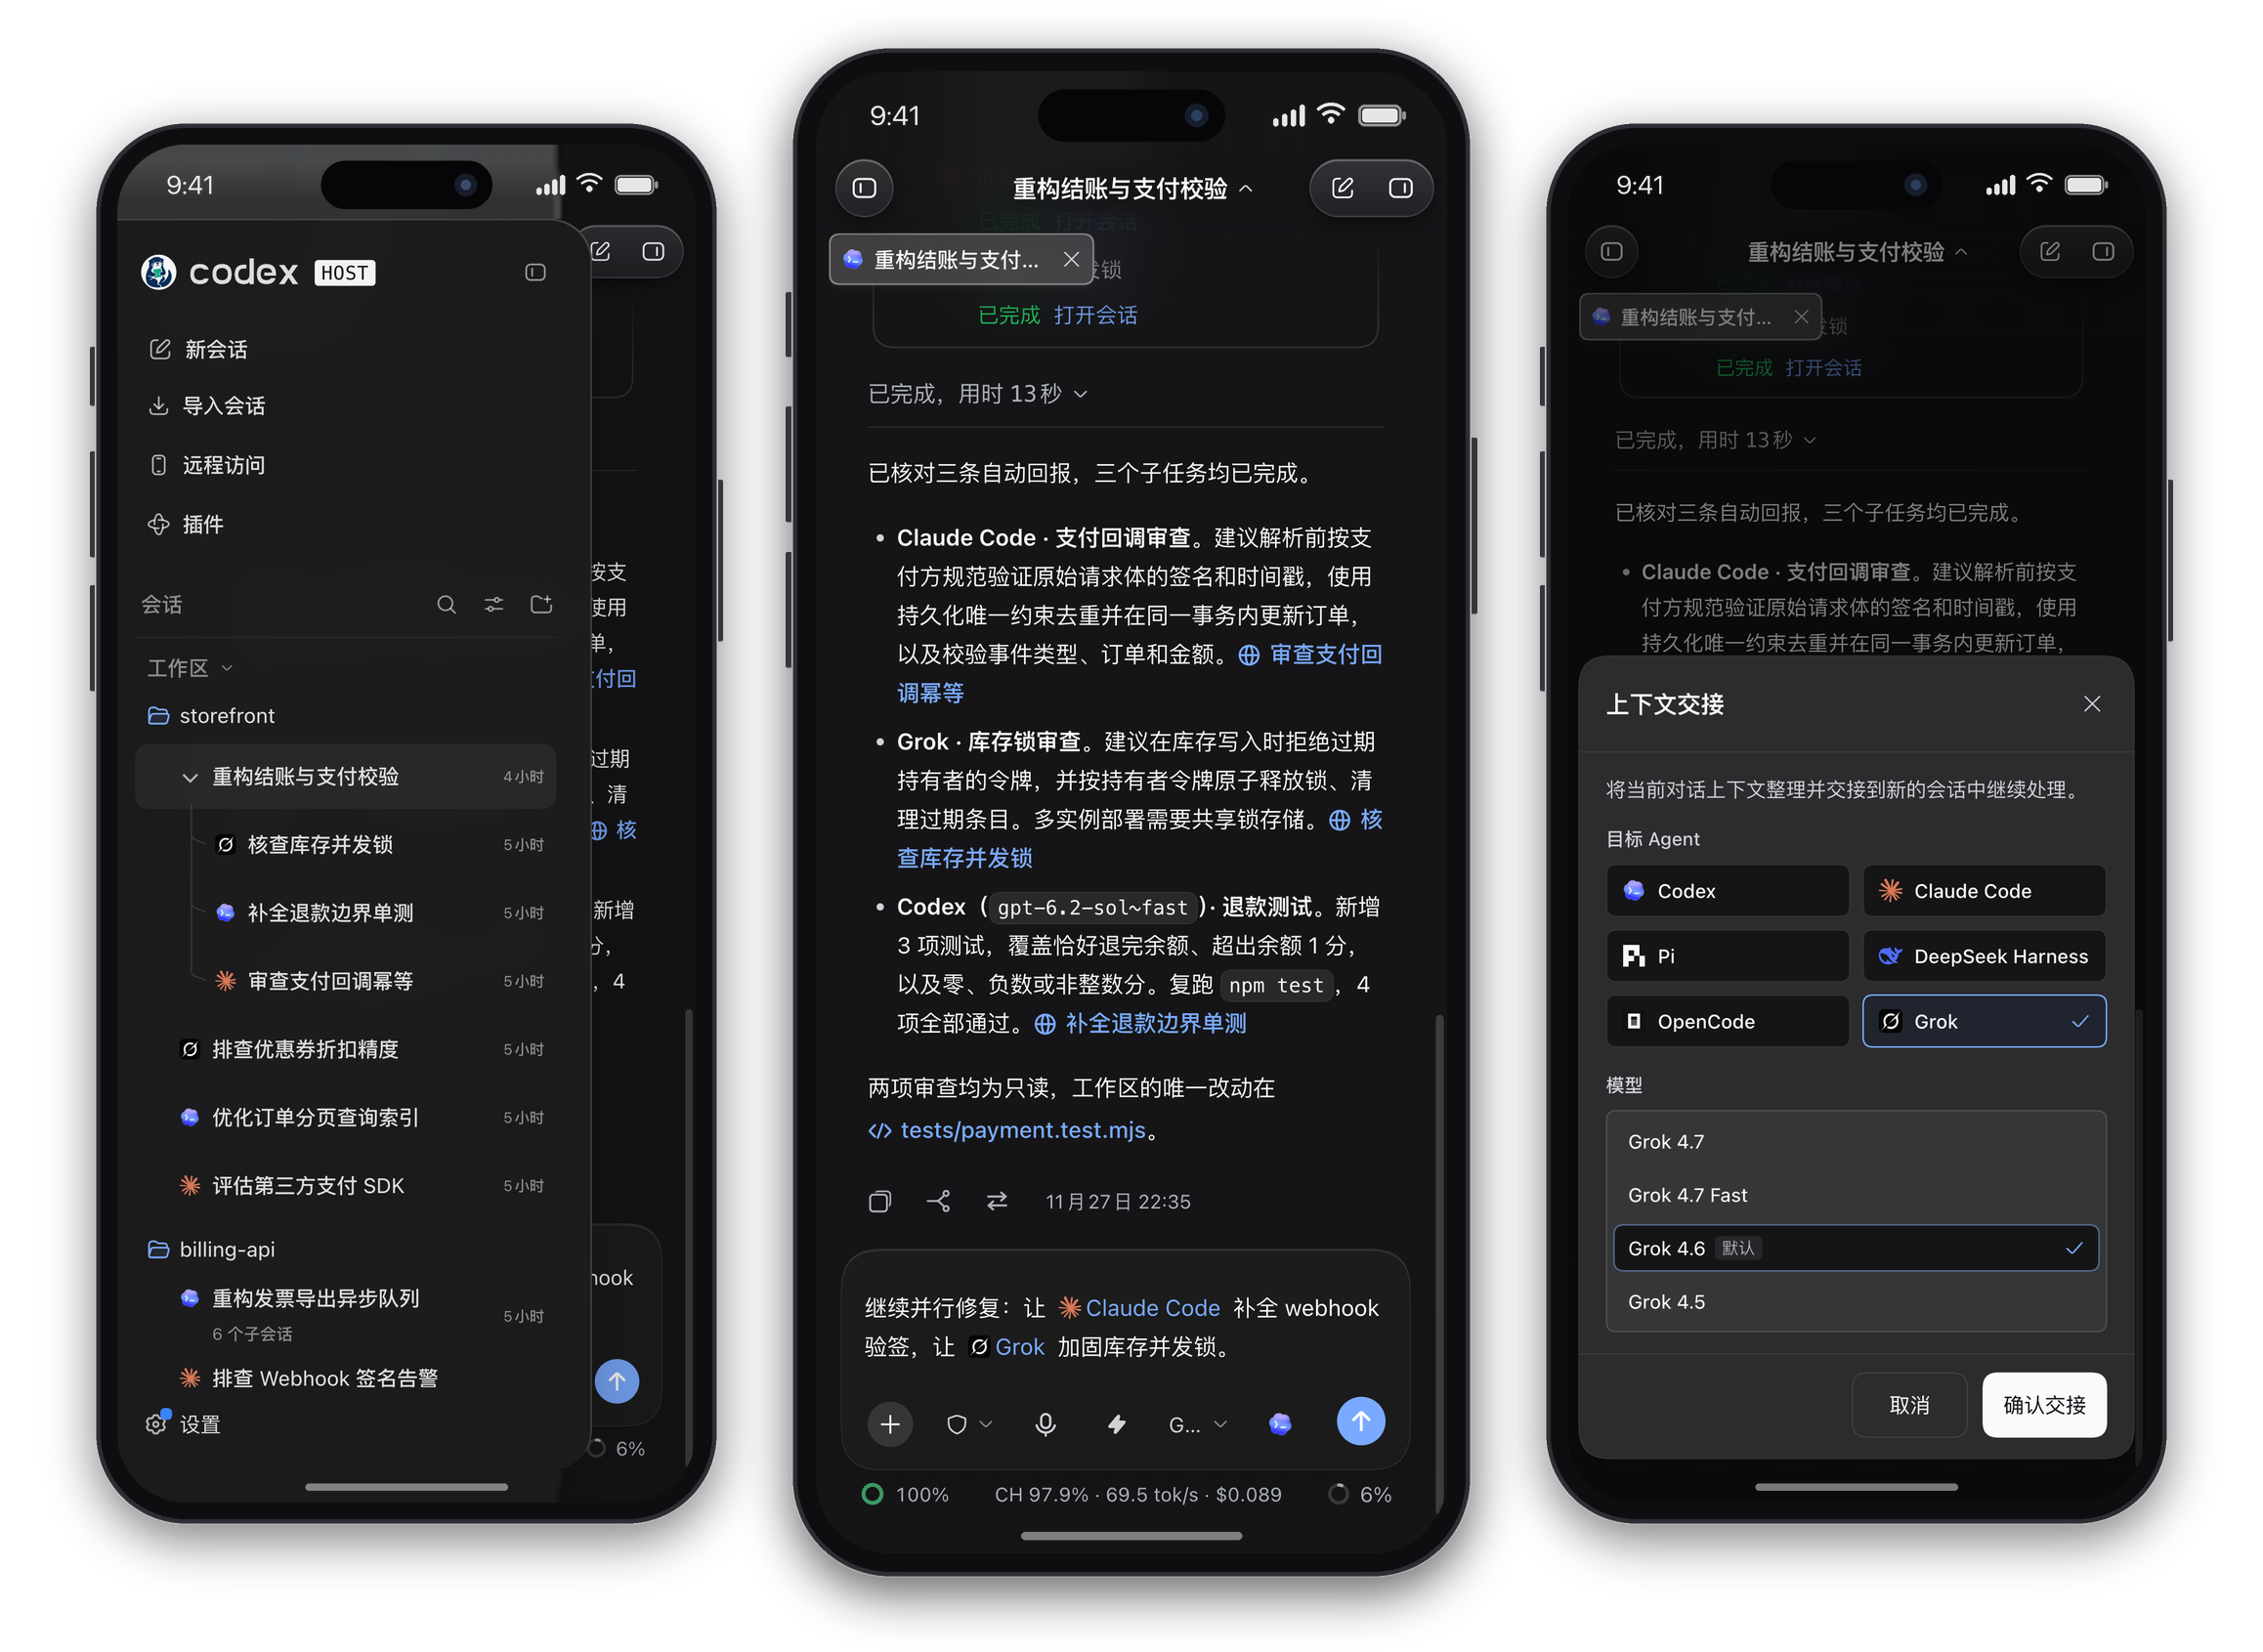 9:41
codex HOST
新会话
导入会话
远程访问
插件
会话
工作区
storefront
重构结账与支付校验 4小时
核查库存并发锁 5小时
补全退款边界单测 5小时
审查支付回调幂等 5小时
排查优惠券折扣精度 5小时
优化订单分页查询索引 5小时
评估第三方支付 SDK 5小时
billing-api
重构发票导出异步队列 5小时
6 个子会话
排查 Webhook 签名告警
设置
按支
使用
单,
付回
过期
、清
核
新增
分,
, 4
hook
6%
9:41
重构结账与支付校验
重构结账与支付...
发锁
已完成 打开会话
已完成，用时 13秒
已核对三条自动回报，三个子任务均已完成。
• Claude Code · 支付回调审查。建议解析前按支
付方规范验证原始请求体的签名和时间戳，使用
持久化唯一约束去重并在同一事务内更新订单，
以及校验事件类型、订单和金额。 审查支付回
调幂等
• Grok · 库存锁审查。建议在库存写入时拒绝过期
持有者的令牌，并按持有者令牌原子释放锁、清
理过期条目。多实例部署需要共享锁存储。 核
查库存并发锁
• Codex（gpt-6.2-sol~fast）· 退款测试。新增
3 项测试，覆盖恰好退完余额、超出余额 1 分，
以及零、负数或非整数分。复跑 npm test，4
项全部通过。 补全退款边界单测
两项审查均为只读，工作区的唯一改动在
</> tests/payment.test.mjs。
11月27日 22:35
继续并行修复：让 Claude Code 补全 webhook
验签，让 Grok 加固库存并发锁。
G...
100% CH 97.9% · 69.5 tok/s · $0.089 6%
9:41
重构结账与支付校验
重构结账与支付...
发锁
已完成 打开会话
已完成，用时 13秒
已核对三条自动回报，三个子任务均已完成。
• Claude Code · 支付回调审查。建议解析前按支
付方规范验证原始请求体的签名和时间戳，使用
持久化唯一约束去重并在同一事务内更新订单，
上下文交接
将当前对话上下文整理并交接到新的会话中继续处理。
目标 Agent
Codex Claude Code
Pi DeepSeek Harness
OpenCode Grok
模型
Grok 4.7
Grok 4.7 Fast
Grok 4.6 默认
Grok 4.5
取消 确认交接